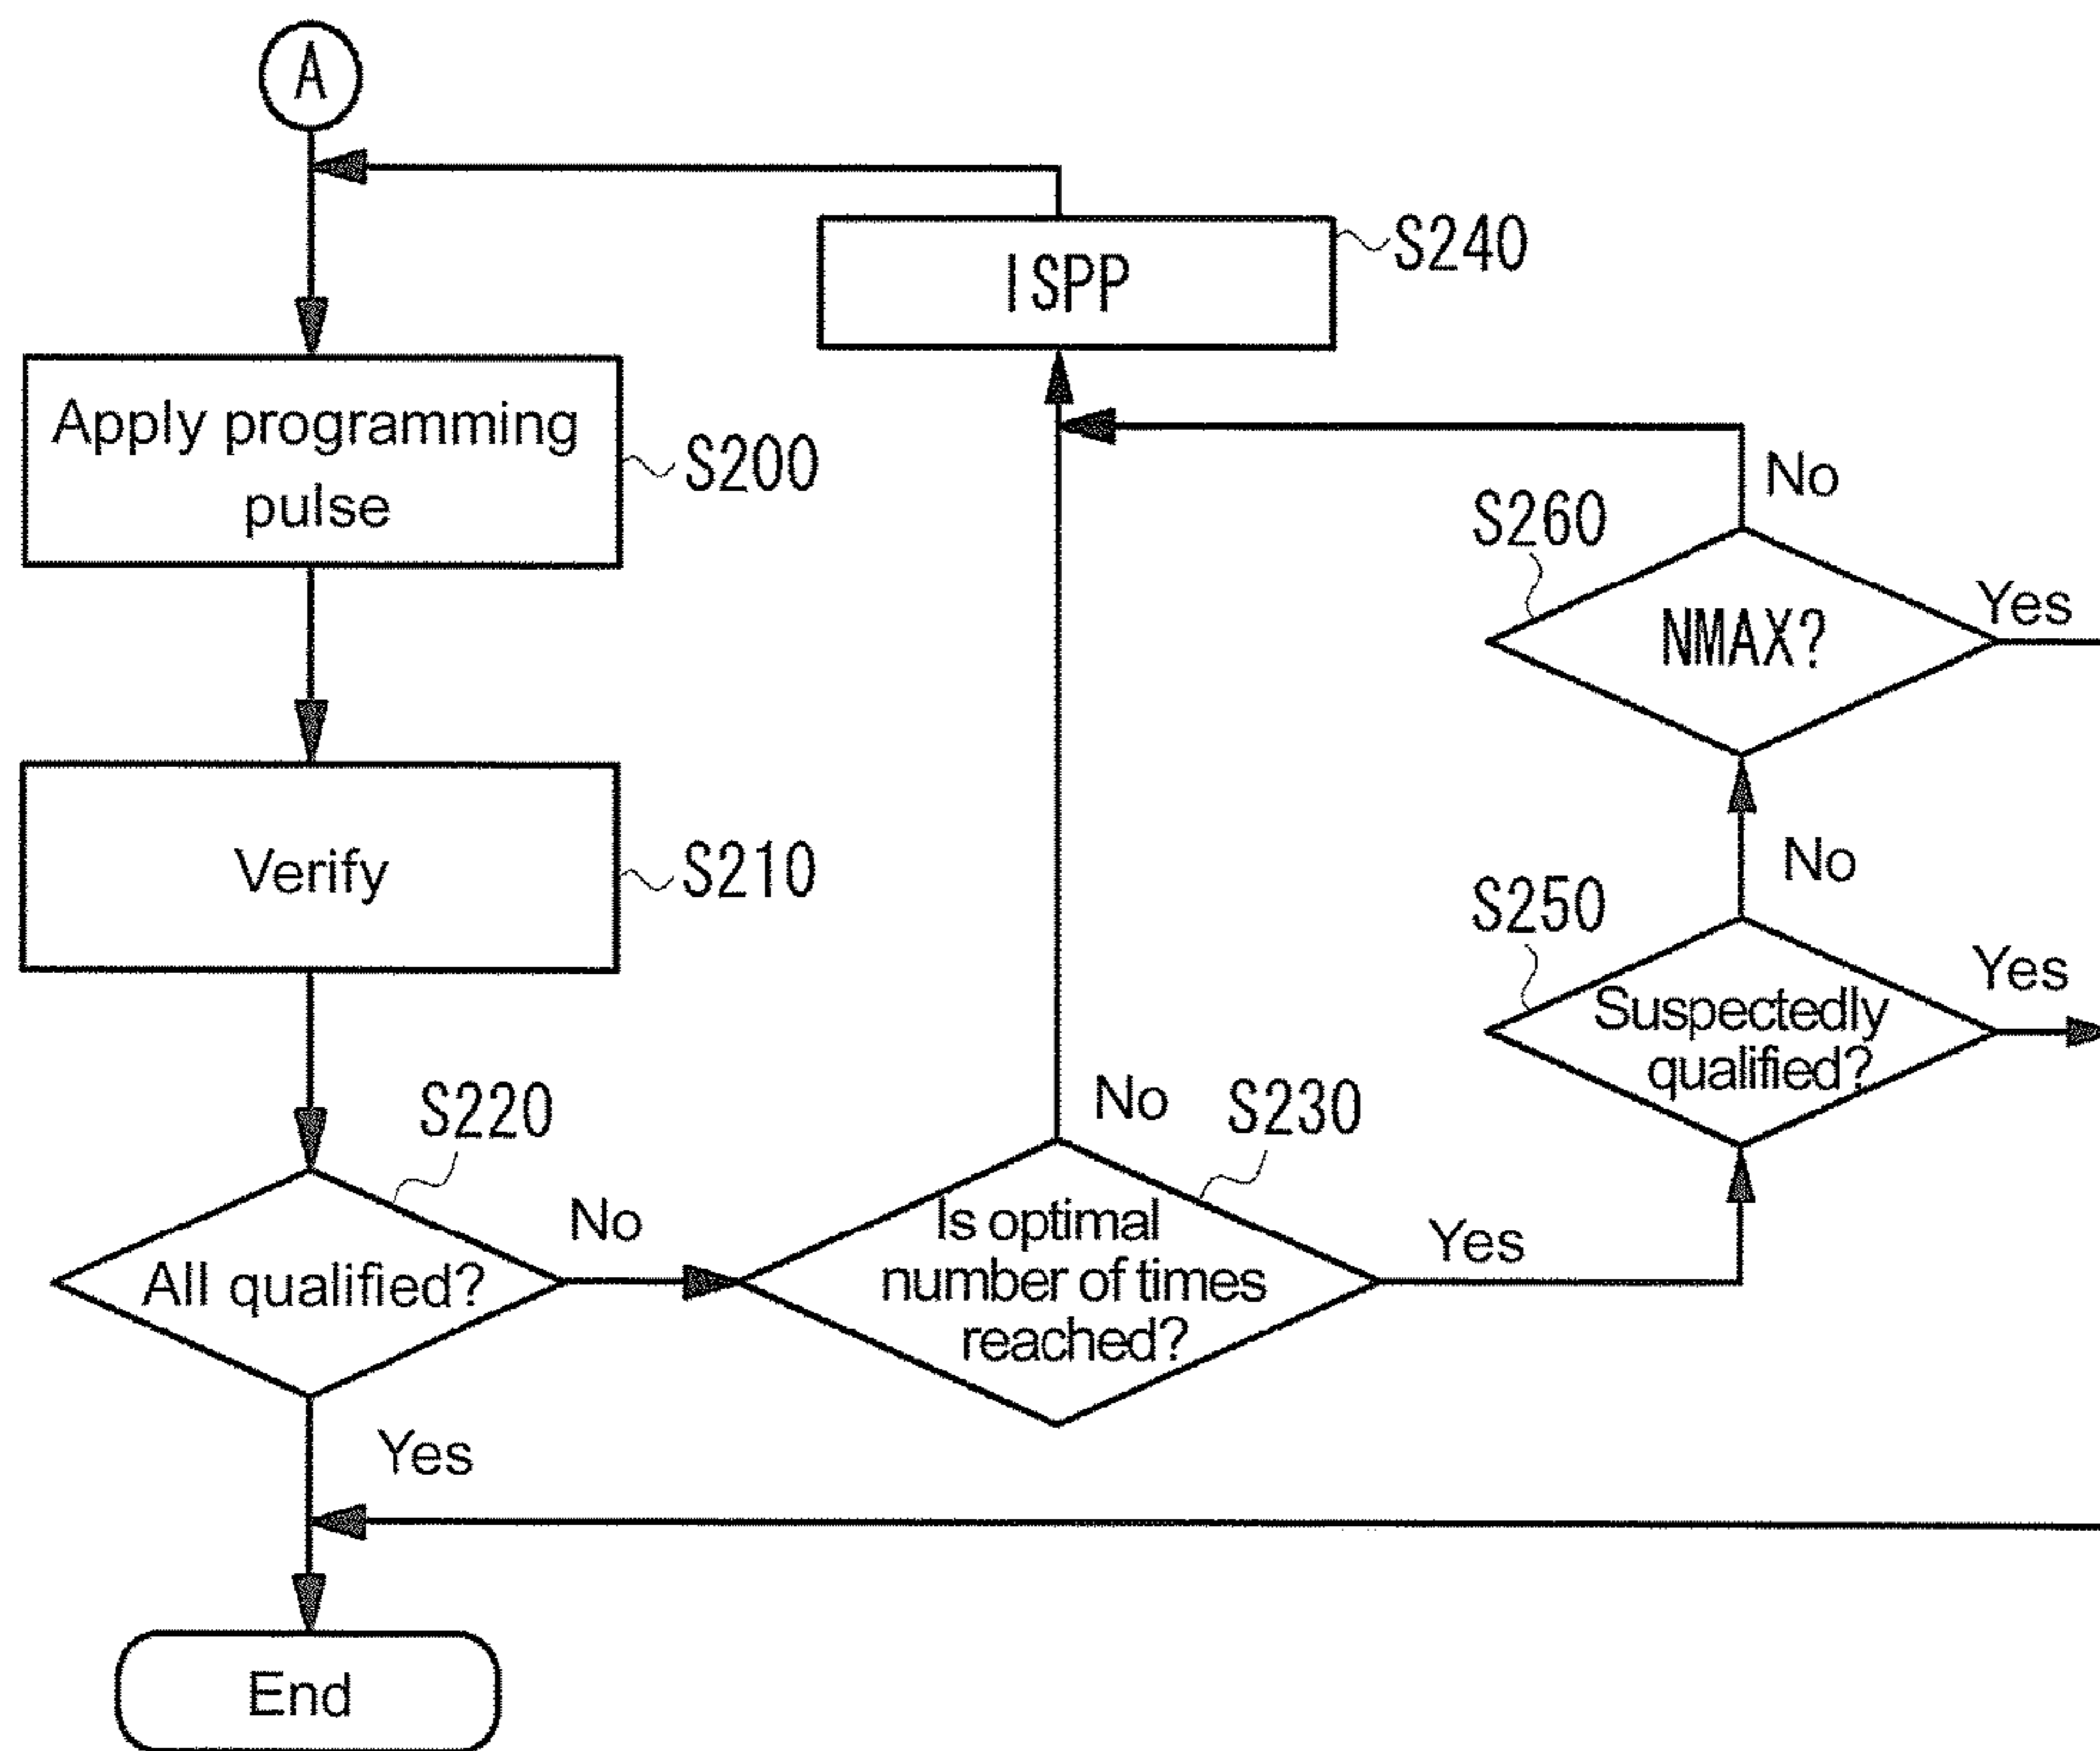 A
ISPP
S240
Apply programming
pulse
S200
No
S260
NMAX?
Yes
Verify
S210
No
S250
Yes
Suspectedly
qualified?
S220
No
S230
All qualified?
No
Is optimal
number of times
reached?
Yes
Yes
End